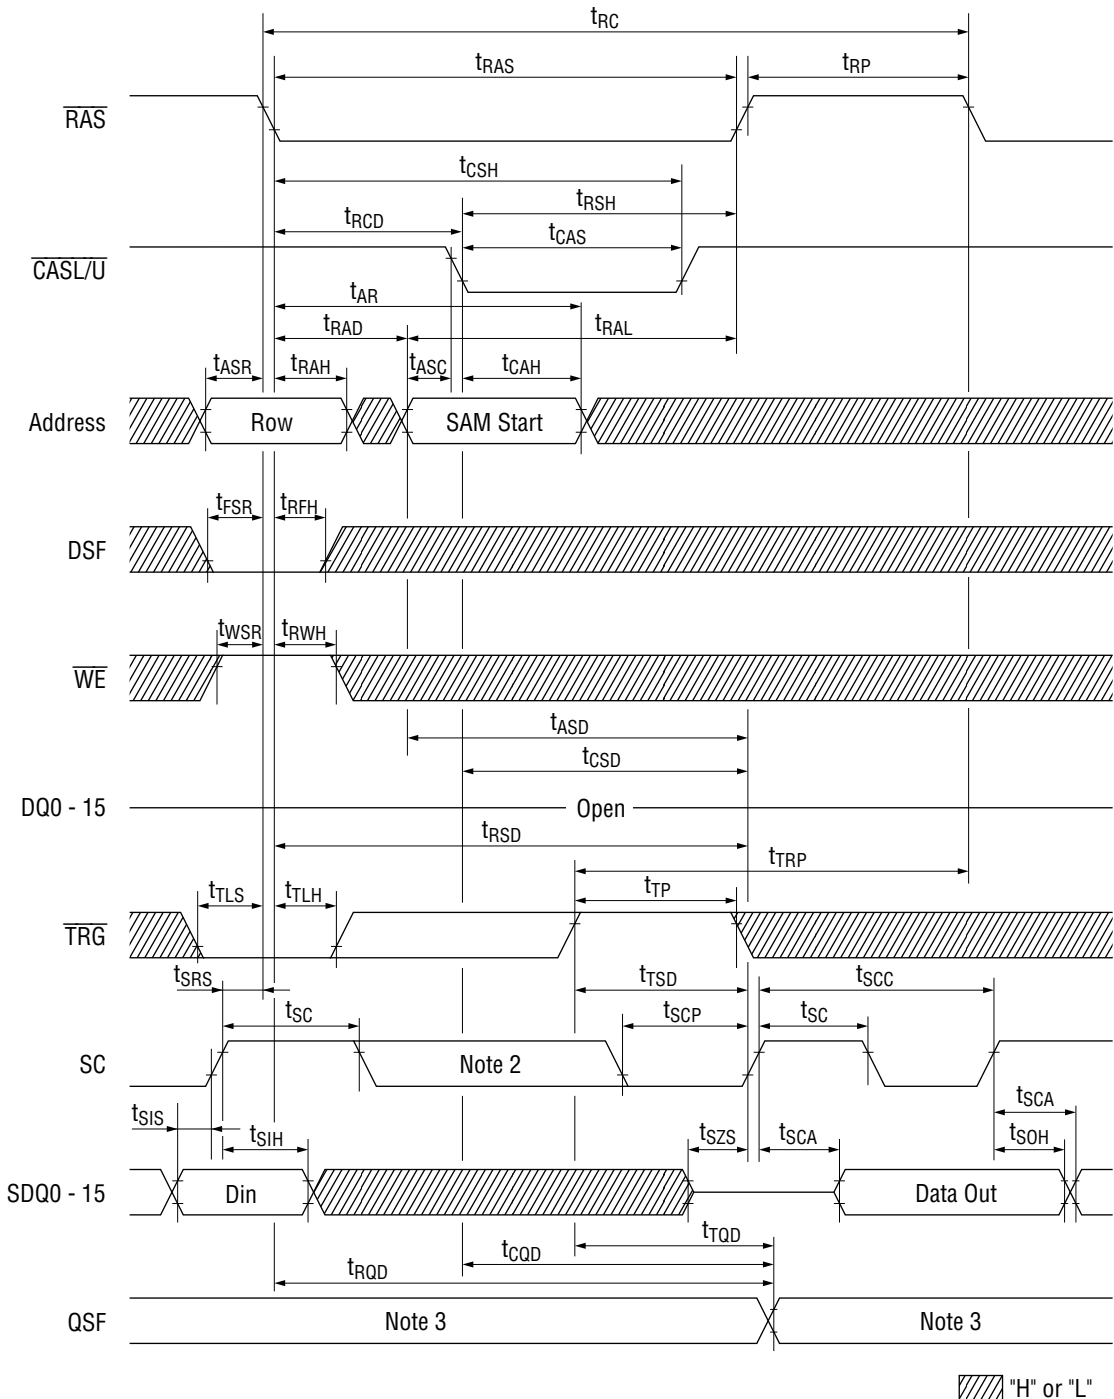 tRC
tRAS
tRP
RAS
tCSH
tRSH
tRCD
tCAS
CASL/U
tAR
tRAD
tRAL
tASR
tRAH
tASC
tCAH
Address
Row
SAM Start
tFSR
tRFH
DSF
tWSR
tRWH
WE
tASD
tCSD
DQ0 - 15
Open
tRSD
tTRP
tTLS
tTLH
tTP
TRG
tSRS
tTSD
tSCC
tSC
tSCP
tSC
SC
Note 2
tSIS
tSIH
tSZS
tSCA
tSCA
tSOH
SDQ0 - 15
Din
Data Out
tTQD
tCQD
tRQD
QSF
Note 3
Note 3
"H" or "L"